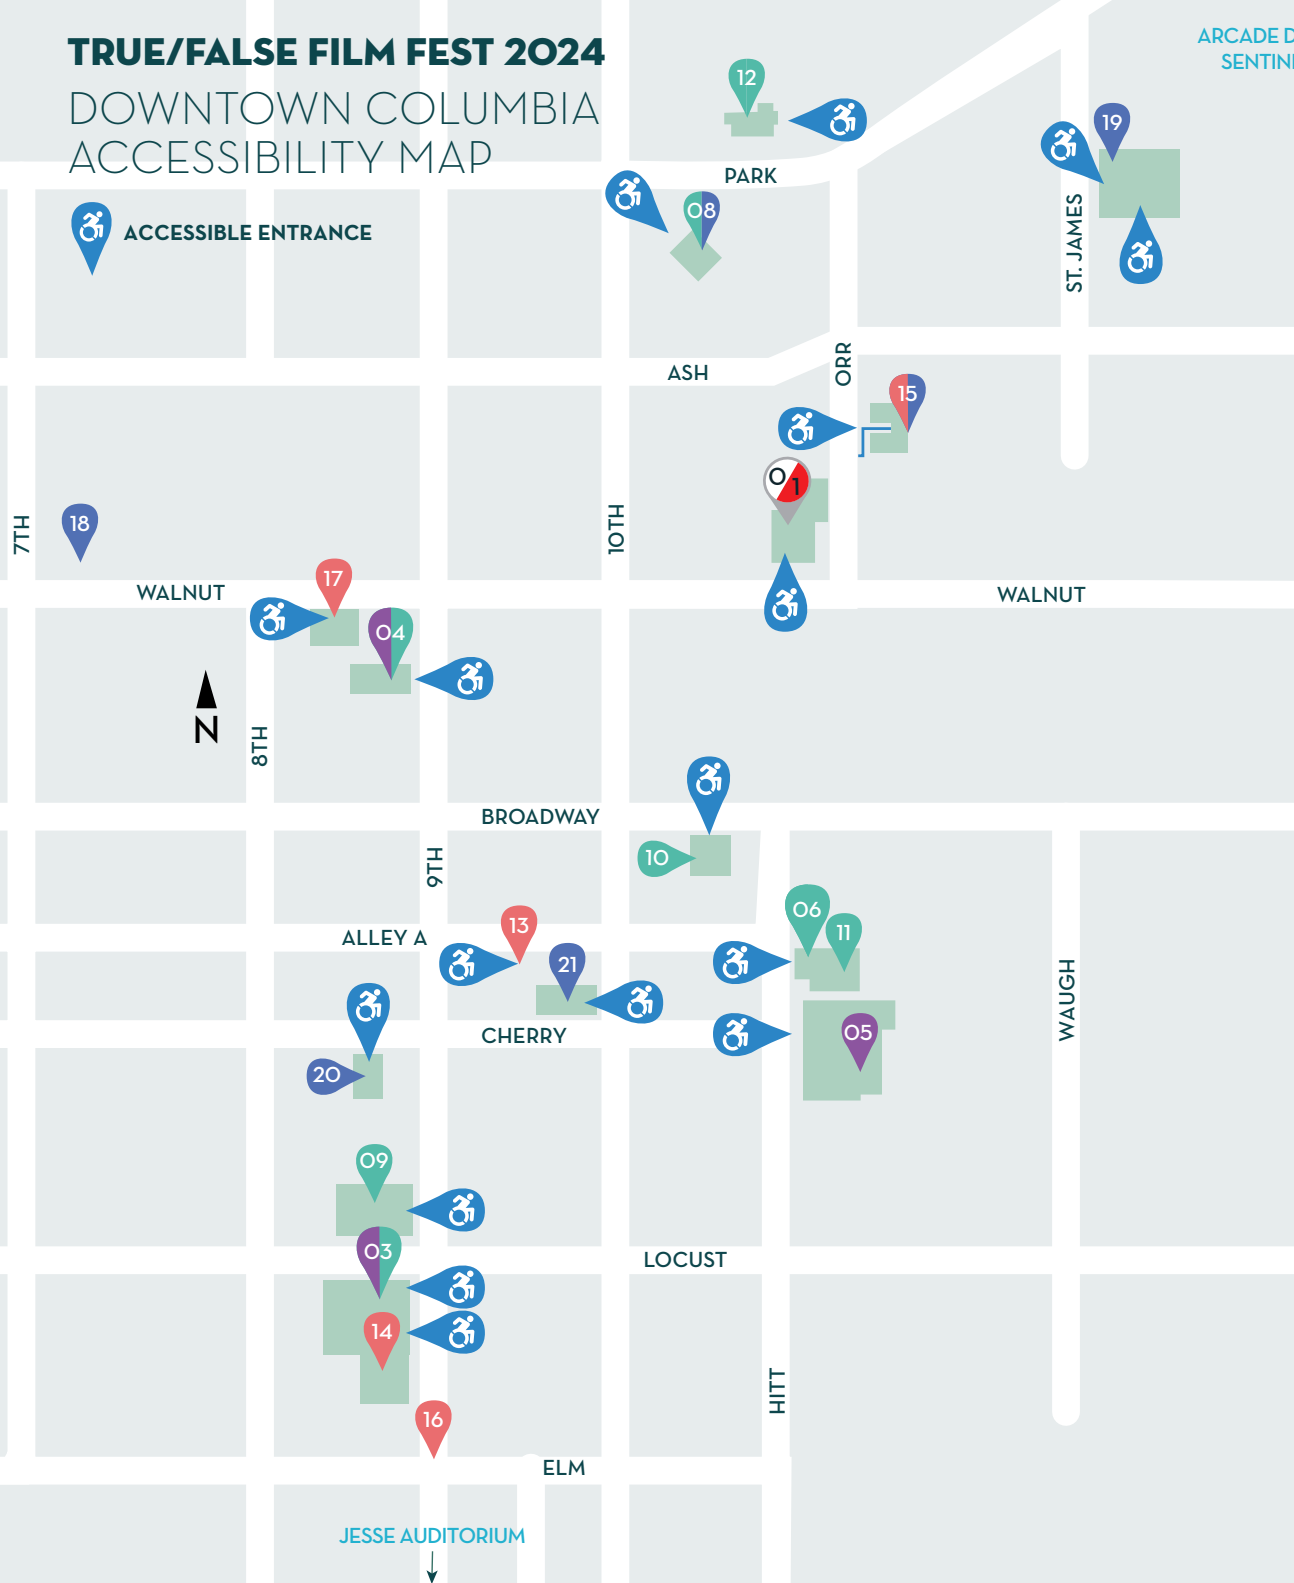 TRUE/FALSE FILM FEST 2024
DOWNTOWN COLUMBIA
ACCESSIBILITY MAP
ACCESSIBLE ENTRANCE
ARCADE D
SENTIN
12
19
PARK
08
ST. JAMES
ORR
ASH
15
01
18
7TH
10TH
17
WALNUT
WALNUT
04
N
8TH
BROADWAY
10
9TH
06
13
11
ALLEY A
21
WAUGH
CHERRY
05
20
09
03
LOCUST
14
HITT
16
ELM
JESSE AUDITORIUM